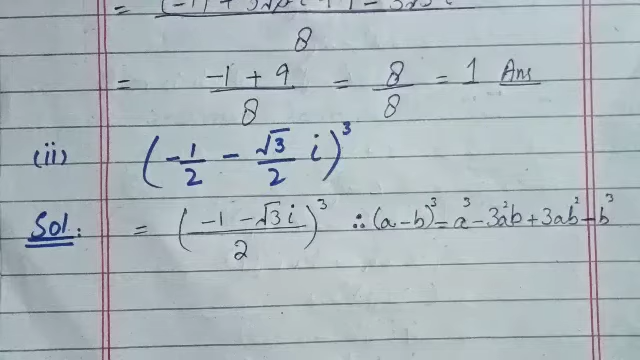 8
= -1 + 9 / 8 = 8 / 8 = 1 Ans
(ii) (-1/2 - √3/2 i)³
Sol: = (-1 - √3i / 2)³ ∴ (a - b)³ = a³ - 3a²b + 3ab² - b³